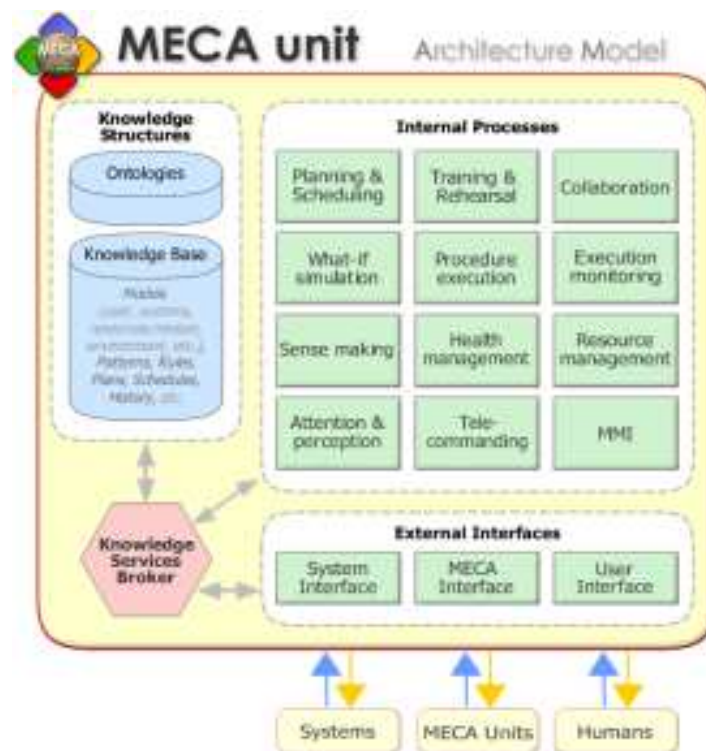 MECA
MECA unit Architecture Model
Knowledge
Structures
Ontologies
Knowledge Base
Models
Patterns, Rules,
Plans, Schedules,
History, etc.
Internal Processes
Planning &
Scheduling
Training &
Rehearsal
Collaboration
What-if
simulation
Procedure
execution
Execution
monitoring
Sense making
Health
management
Resource
management
Attention &
perception
Tele-
commanding
MMI
Knowledge
Services
Broker
External Interfaces
System
Interface
MECA
Interface
User
Interface
Systems
MECA Units
Humans